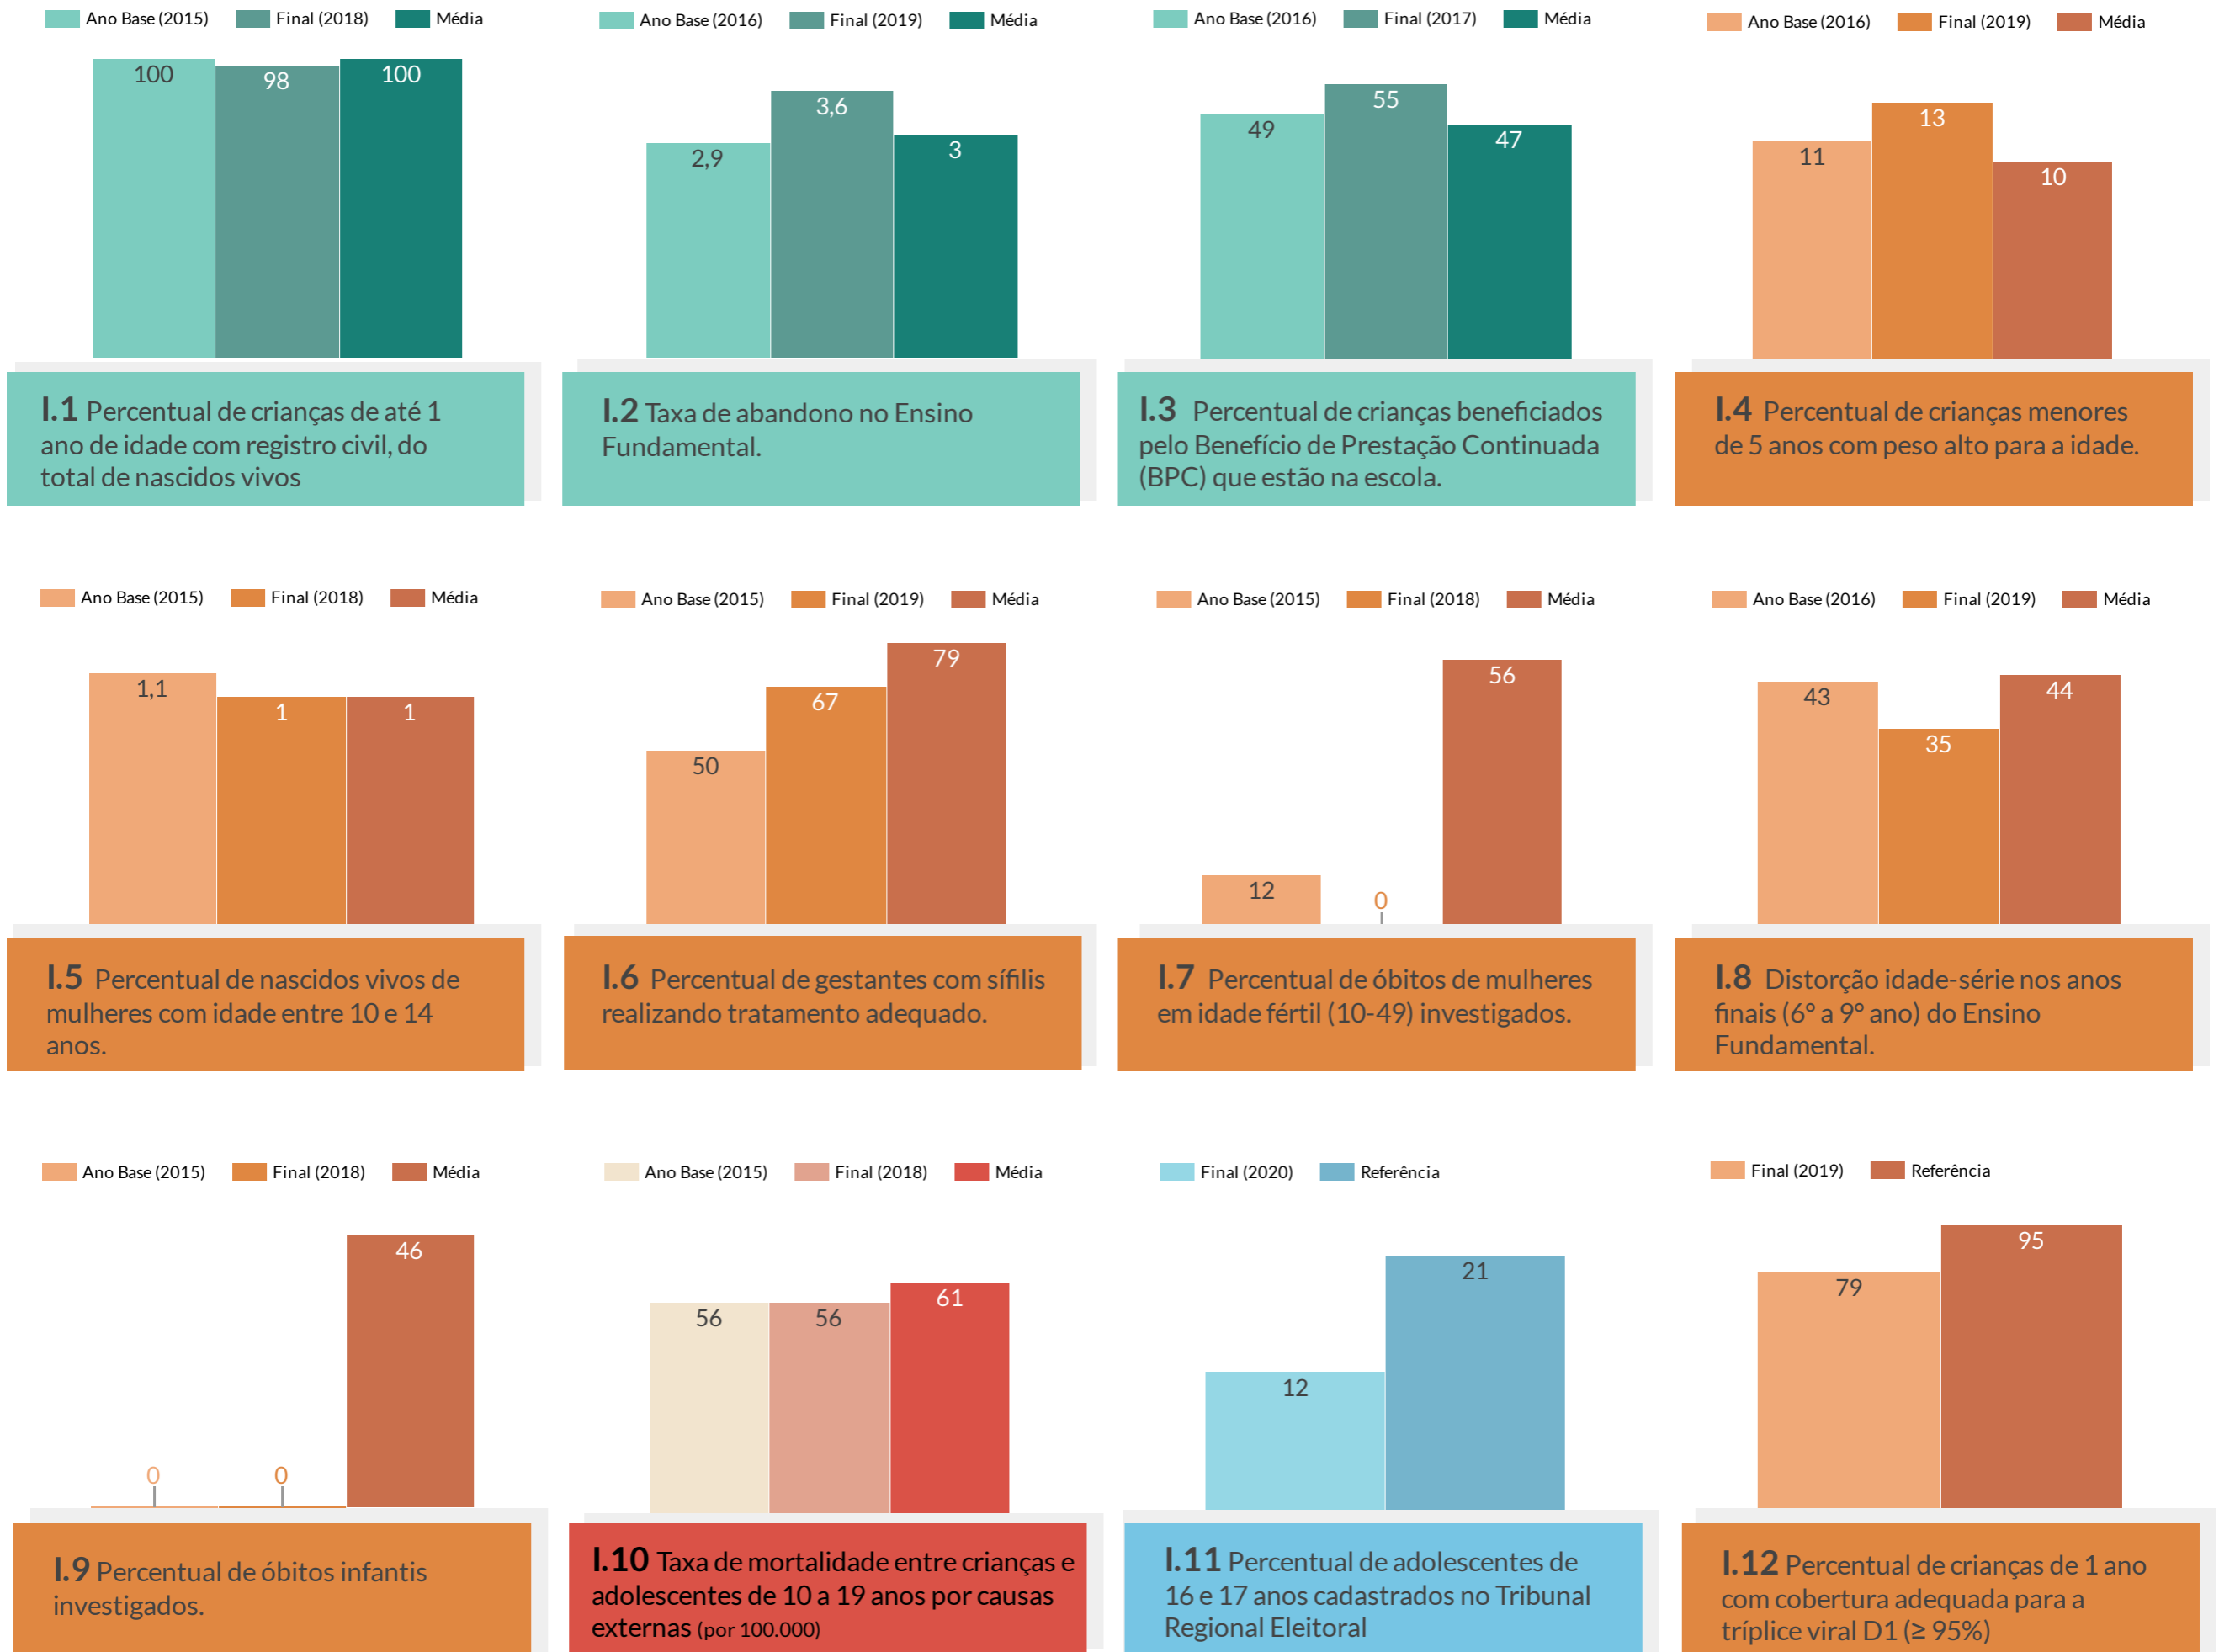 Ano Base (2015) Final (2018) Média
100 98 100
I.1 Percentual de crianças de até 1
ano de idade com registro civil, do
total de nascidos vivos
Ano Base (2016) Final (2019) Média
2,9 3,6 3
I.2 Taxa de abandono no Ensino
Fundamental.
Ano Base (2016) Final (2017) Média
49 55 47
I.3 Percentual de crianças beneficiados
pelo Benefício de Prestação Continuada
(BPC) que estão na escola.
Ano Base (2016) Final (2019) Média
11 13 10
I.4 Percentual de crianças menores
de 5 anos com peso alto para a idade.
Ano Base (2015) Final (2018) Média
1,1 1 1
I.5 Percentual de nascidos vivos de
mulheres com idade entre 10 e 14
anos.
Ano Base (2015) Final (2019) Média
50 67 79
I.6 Percentual de gestantes com sífilis
realizando tratamento adequado.
Ano Base (2015) Final (2018) Média
12 0 56
I.7 Percentual de óbitos de mulheres
em idade fértil (10-49) investigados.
Ano Base (2016) Final (2019) Média
43 35 44
I.8 Distorção idade-série nos anos
finais (6º a 9º ano) do Ensino
Fundamental.
Ano Base (2015) Final (2018) Média
0 0 46
I.9 Percentual de óbitos infantis
investigados.
Ano Base (2015) Final (2018) Média
56 56 61
I.10 Taxa de mortalidade entre crianças e
adolescentes de 10 a 19 anos por causas
externas (por 100.000)
Final (2020) Referência
12 21
I.11 Percentual de adolescentes de
16 e 17 anos cadastrados no Tribunal
Regional Eleitoral
Final (2019) Referência
79 95
I.12 Percentual de crianças de 1 ano
com cobertura adequada para a
tríplice viral D1 (≥ 95%)